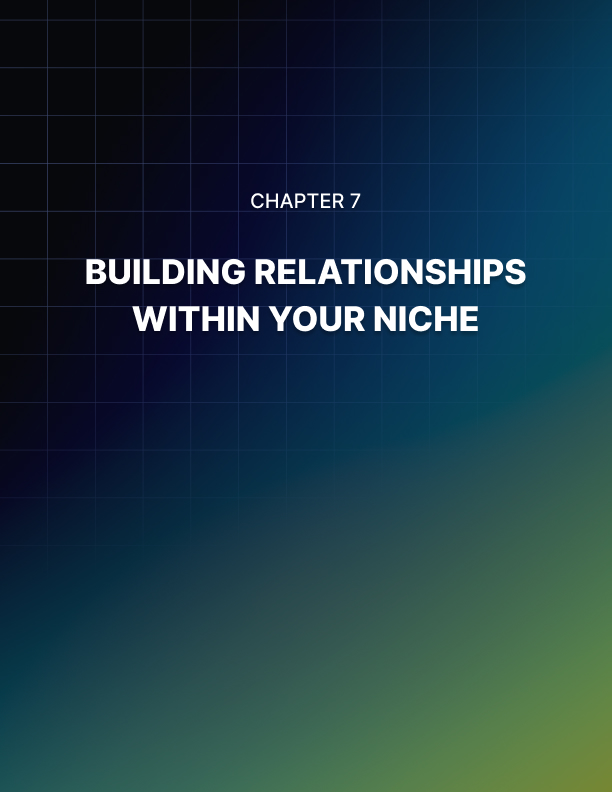 CHAPTER 7
BUILDING RELATIONSHIPS
WITHIN YOUR NICHE